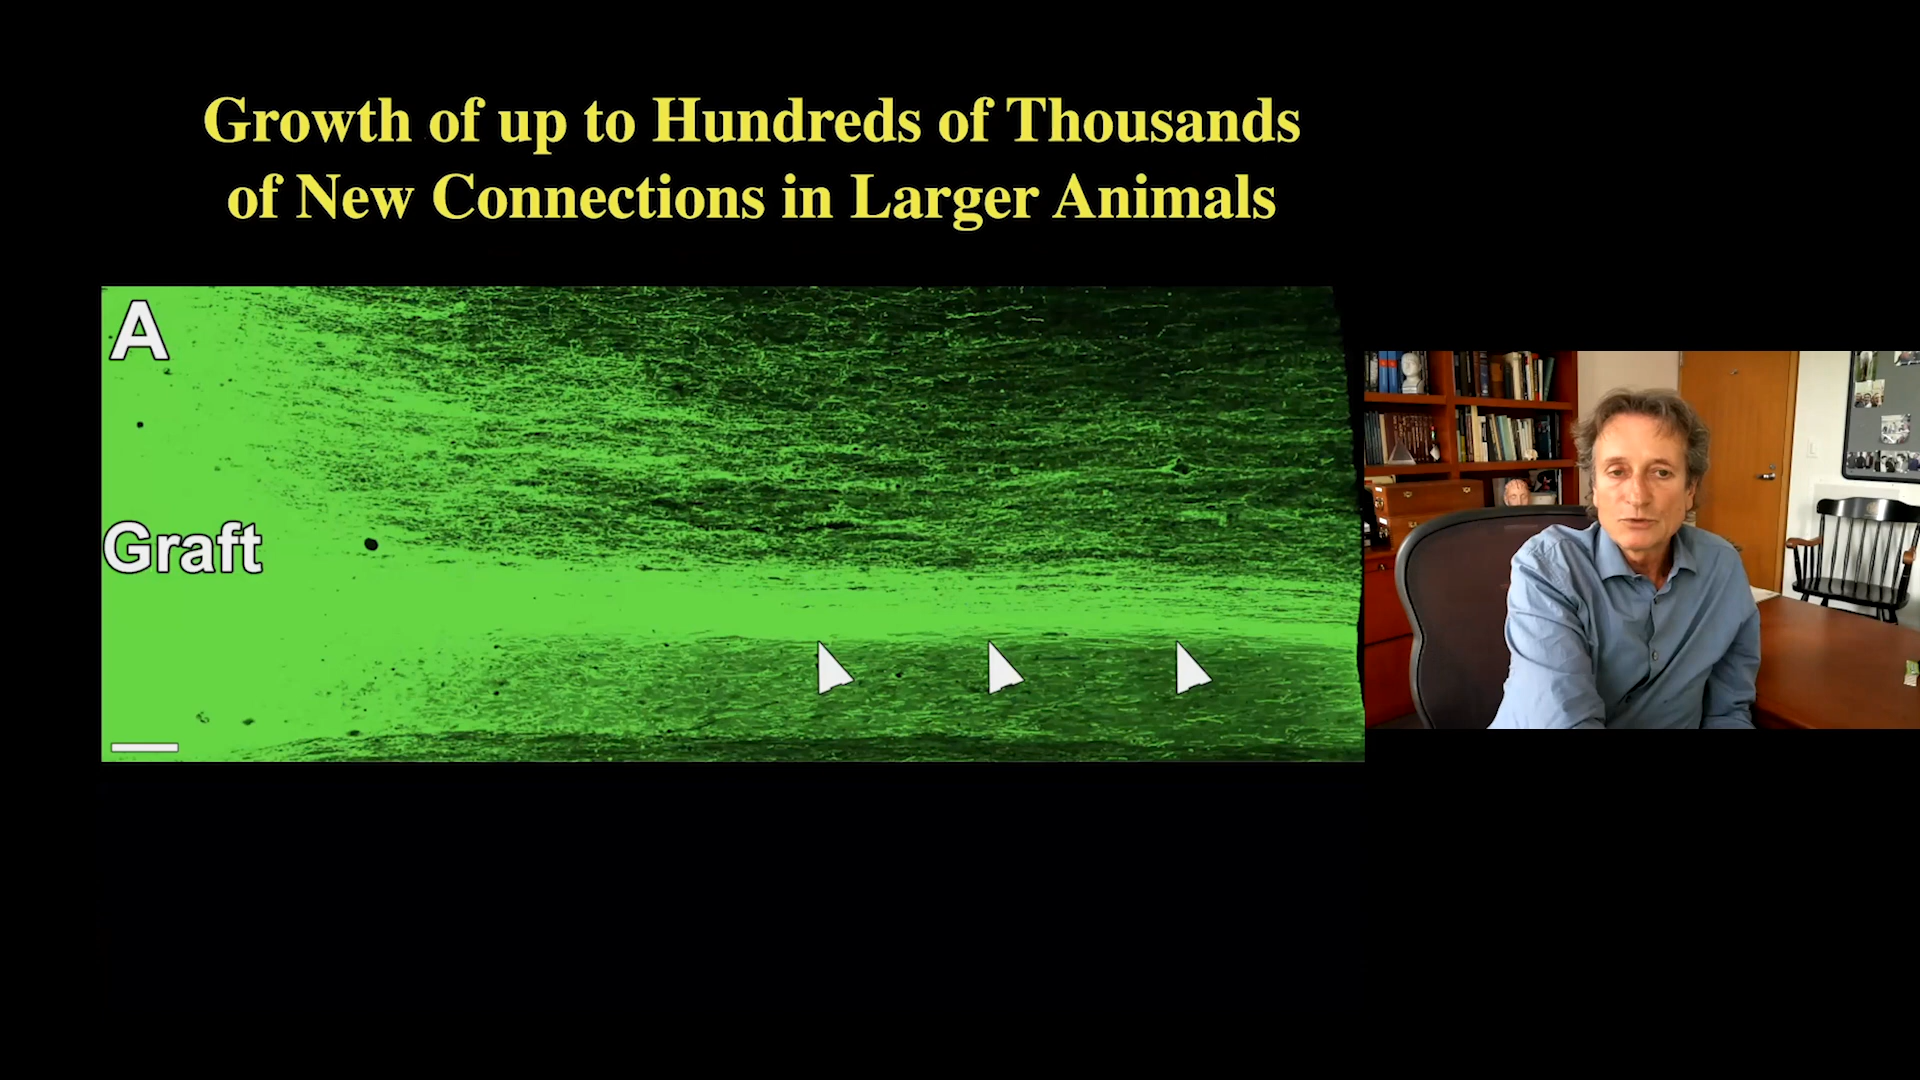 Growth of up to Hundreds of Thousands
of New Connections in Larger Animals
A
Graft